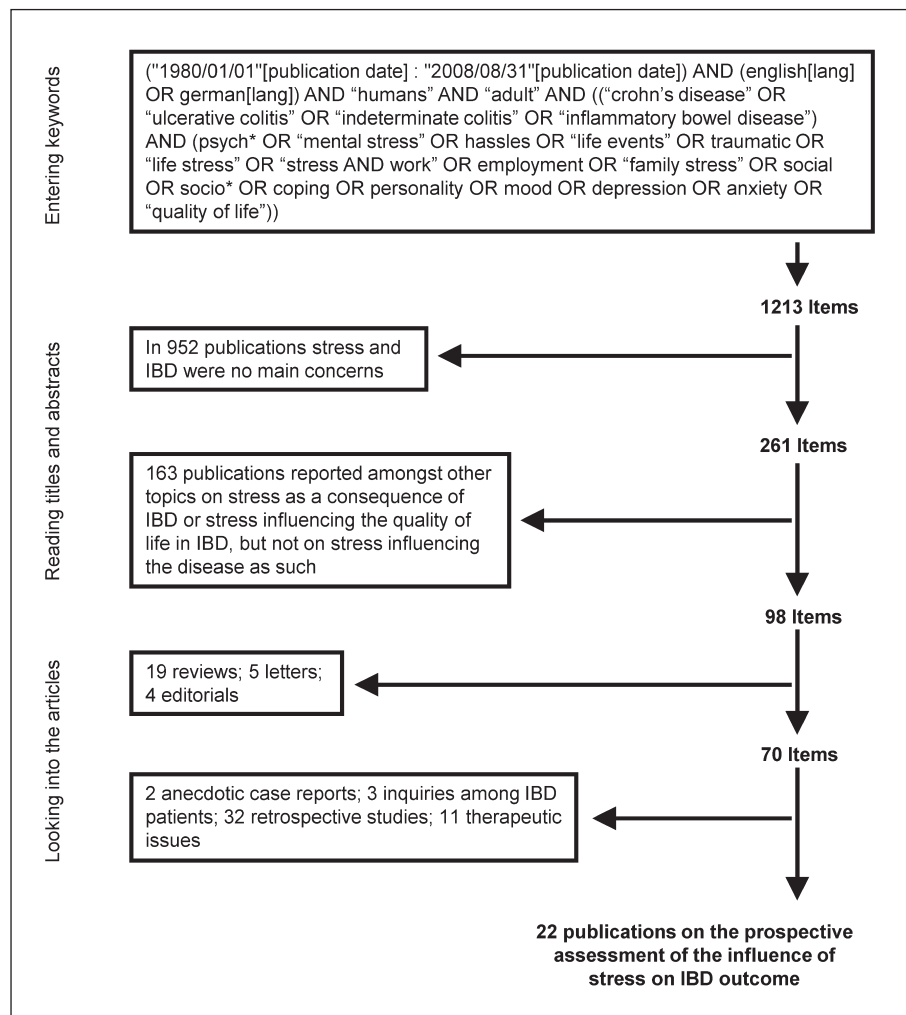 Entering keywords
("1980/01/01"[publication date] : "2008/08/31"[publication date]) AND (english[lang]
OR german[lang]) AND "humans" AND "adult" AND ((“crohn’s disease” OR
“ulcerative colitis” OR “indeterminate colitis” OR “inflammatory bowel disease”)
AND (psych* OR “mental stress” OR hassles OR “life events” OR traumatic OR
“life stress” OR “stress AND work” OR employment OR “family stress” OR social
OR socio* OR coping OR personality OR mood OR depression OR anxiety OR
“quality of life”))
1213 Items
Reading titles and abstracts
In 952 publications stress and
IBD were no main concerns
261 Items
163 publications reported amongst other
topics on stress as a consequence of
IBD or stress influencing the quality of
life in IBD, but not on stress influencing
the disease as such
98 Items
Looking into the articles
19 reviews; 5 letters;
4 editorials
70 Items
2 anecdotic case reports; 3 inquiries among IBD
patients; 32 retrospective studies; 11 therapeutic
issues
22 publications on the prospective
assessment of the influence of
stress on IBD outcome